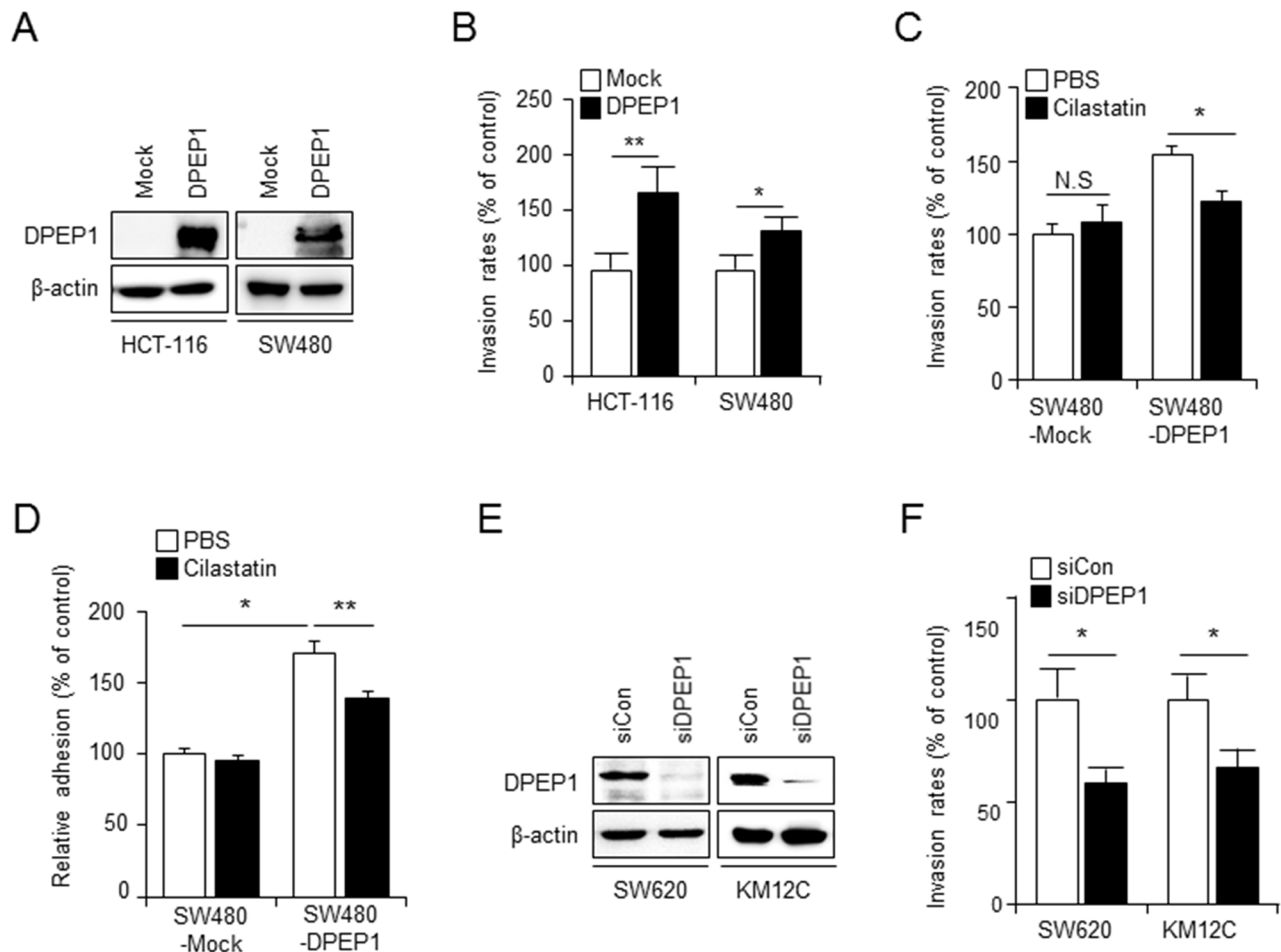 A
Mock
DPEP1
Mock
DPEP1
DPEP1
β-actin
HCT-116
SW480
B
Mock
DPEP1
Invasion rates (% of control)
250
200
150
100
50
0
**
*
HCT-116
SW480
C
PBS
Cilastatin
Invasion rates (% of control)
200
150
100
50
0
N.S
*
SW480
-Mock
SW480
-DPEP1
D
PBS
Cilastatin
Relative adhesion (% of control)
200
150
100
50
0
*
**
SW480
-Mock
SW480
-DPEP1
E
siCon
siDPEP1
siCon
siDPEP1
DPEP1
β-actin
SW620
KM12C
F
siCon
siDPEP1
Invasion rates (% of control)
150
100
50
0
*
*
SW620
KM12C